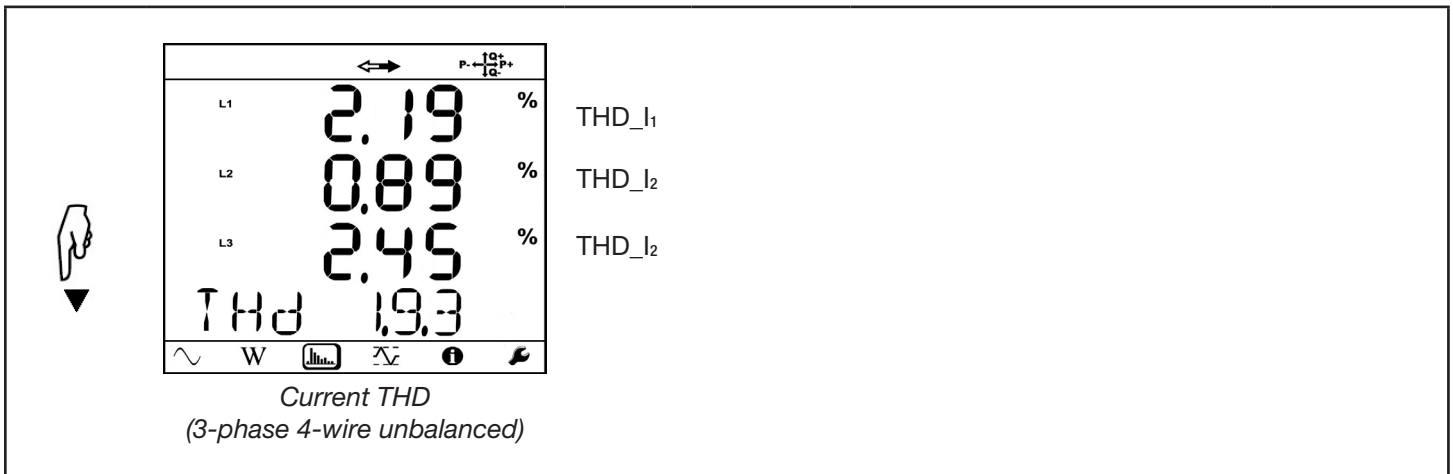 P- Q+ P+
Q-
L1 2.19 % THD_I₁
L2 0.89 % THD_I₂
L3 2.45 % THD_I₂
THd 1.9.3
W
Current THD
(3-phase 4-wire unbalanced)